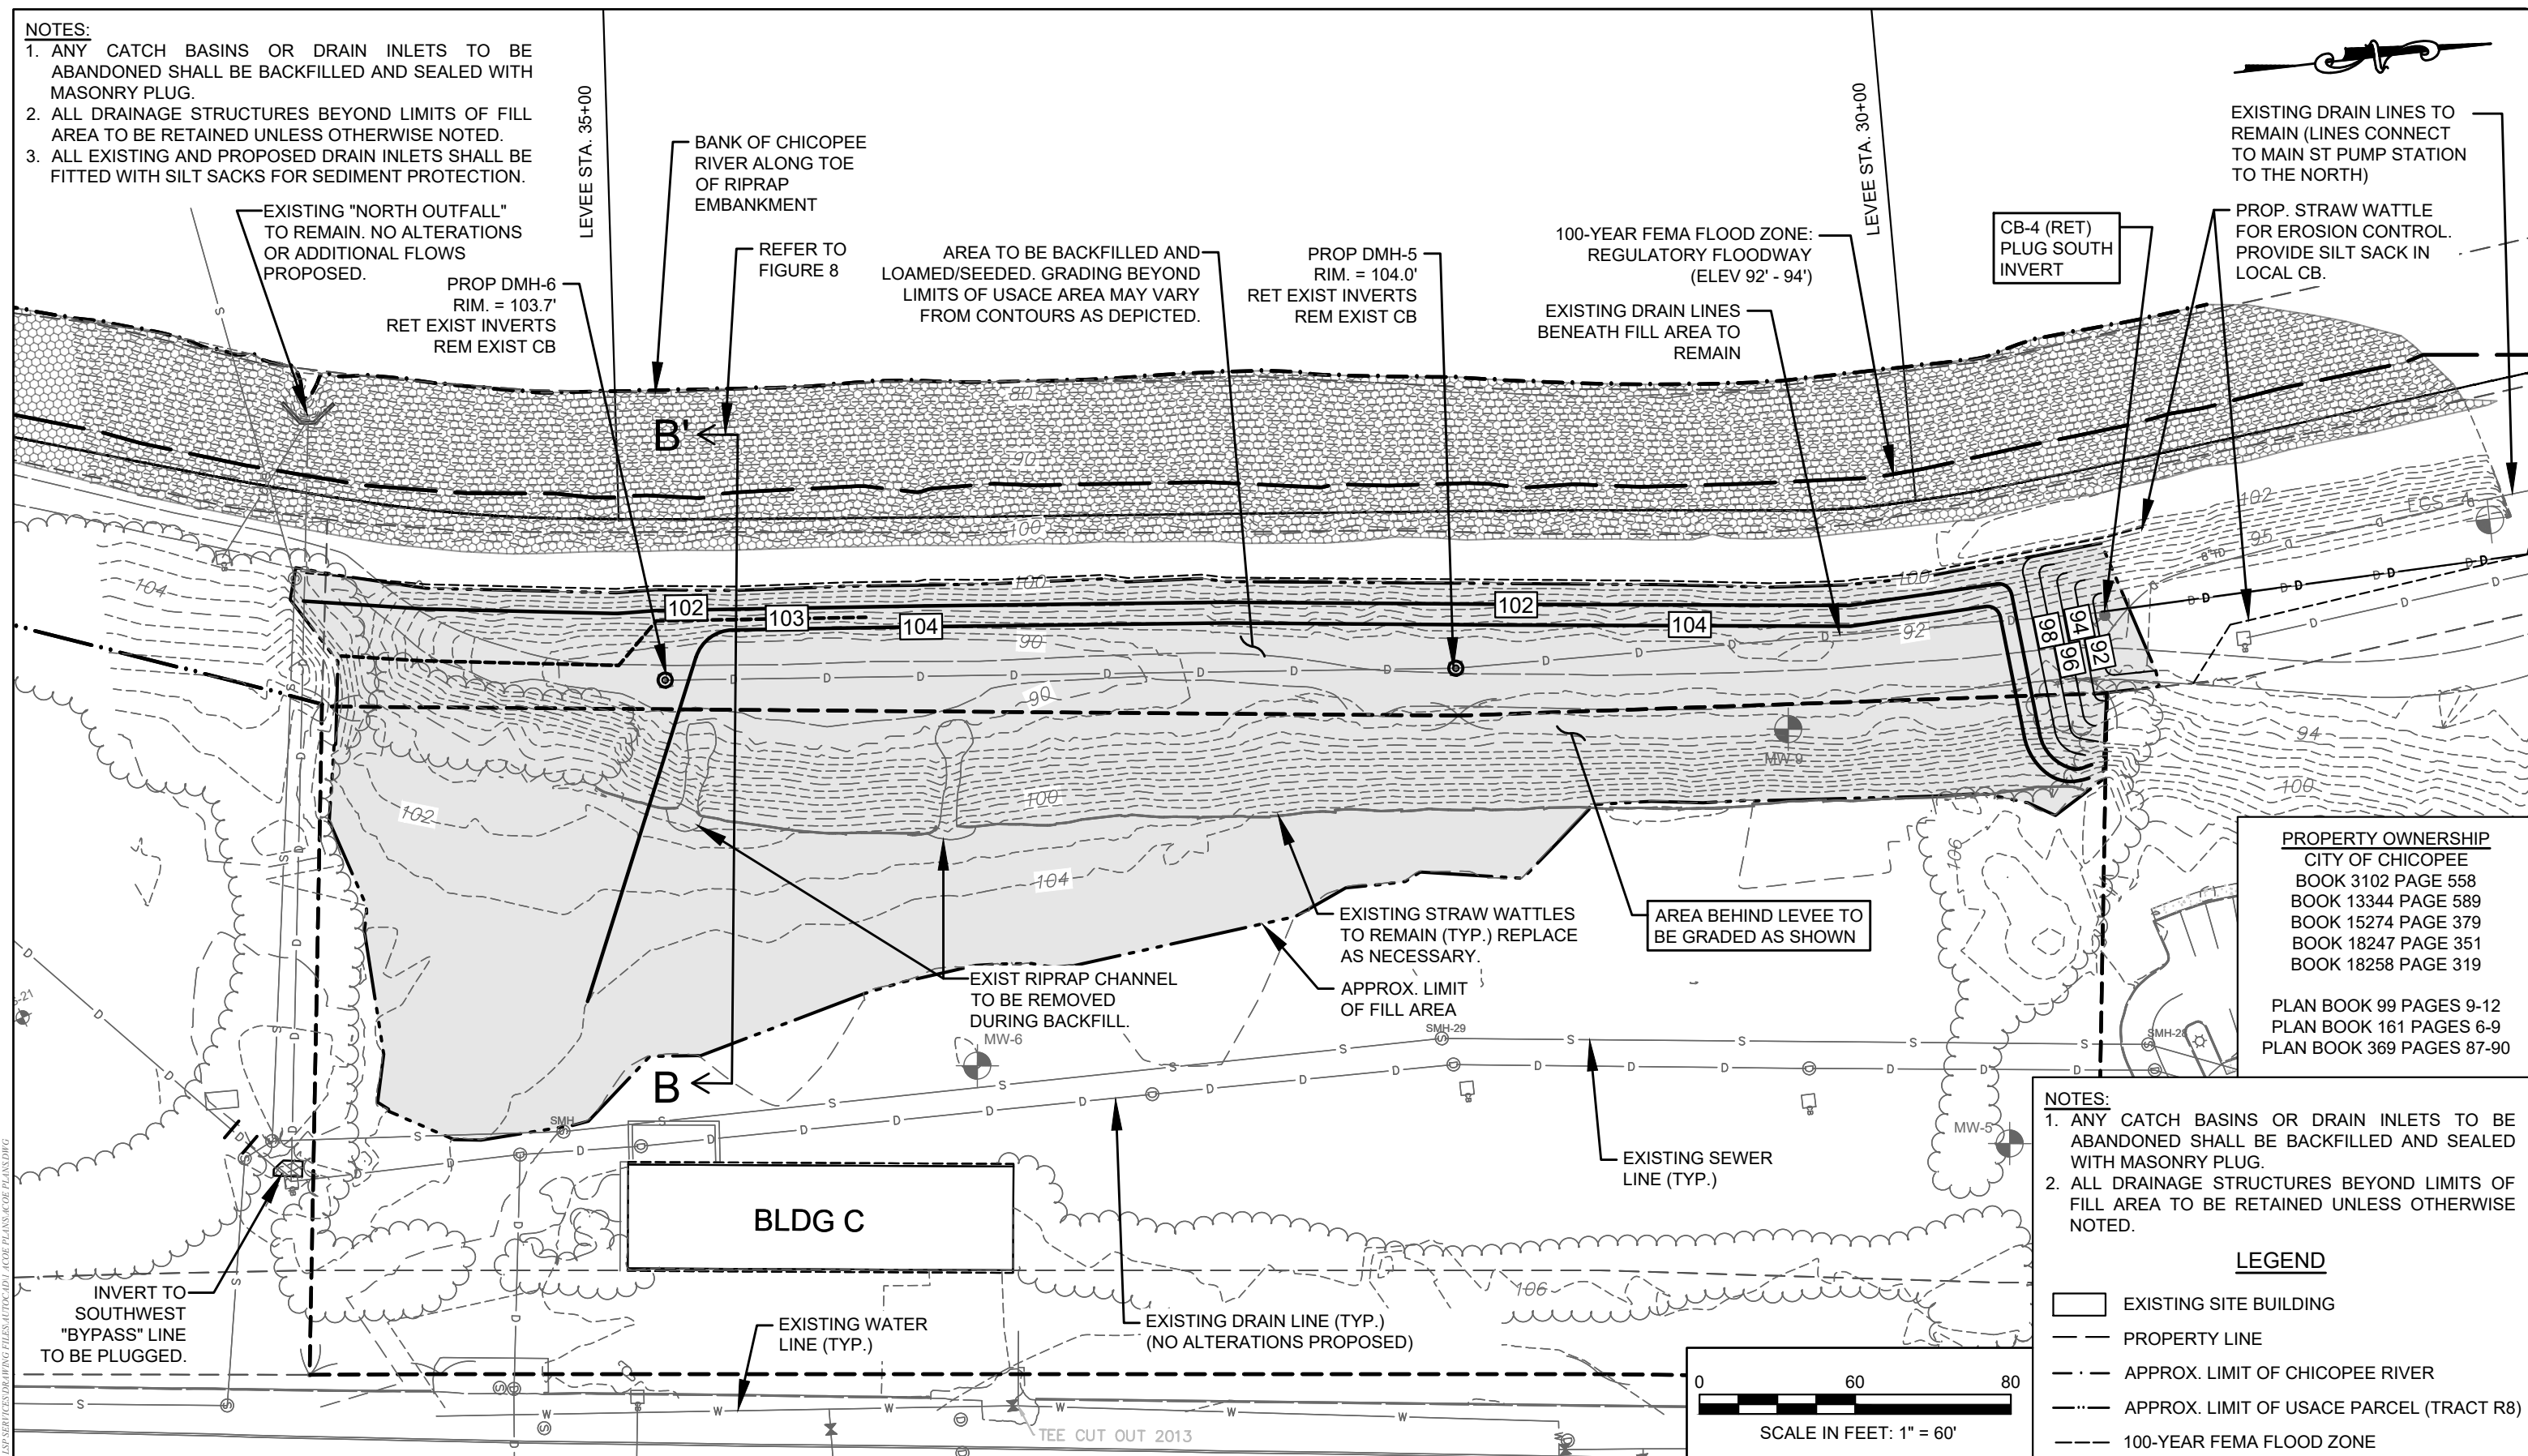 NOTES:
1. ANY CATCH BASINS OR DRAIN INLETS TO BE
ABANDONED SHALL BE BACKFILLED AND SEALED WITH
MASONRY PLUG.
2. ALL DRAINAGE STRUCTURES BEYOND LIMITS OF FILL
AREA TO BE RETAINED UNLESS OTHERWISE NOTED.
3. ALL EXISTING AND PROPOSED DRAIN INLETS SHALL BE
FITTED WITH SILT SACKS FOR SEDIMENT PROTECTION.
EXISTING "NORTH OUTFALL"
TO REMAIN. NO ALTERATIONS
OR ADDITIONAL FLOWS
PROPOSED.
PROP DMH-6
RIM. = 103.7'
RET EXIST INVERTS
REM EXIST CB
LEVEE STA. 35+00
BANK OF CHICOPEE
RIVER ALONG TOE
OF RIPRAP
EMBANKMENT
REFER TO
FIGURE 8
AREA TO BE BACKFILLED AND
LOAMED/SEEDED. GRADING BEYOND
LIMITS OF USACE AREA MAY VARY
FROM CONTOURS AS DEPICTED.
PROP DMH-5
RIM. = 104.0'
RET EXIST INVERTS
REM EXIST CB
100-YEAR FEMA FLOOD ZONE:
REGULATORY FLOODWAY
(ELEV 92' - 94')
EXISTING DRAIN LINES
BENEATH FILL AREA TO
REMAIN
LEVEE STA. 30+00
CB-4 (RET)
PLUG SOUTH
INVERT
EXISTING DRAIN LINES TO
REMAIN (LINES CONNECT
TO MAIN ST PUMP STATION
TO THE NORTH)
PROP. STRAW WATTLE
FOR EROSION CONTROL.
PROVIDE SILT SACK IN
LOCAL CB.
B'
90
100
102
95
104
100
100
102
103
104
102
104
90
92
98
96
94
92
90
MW-9
94
100
102
100
104
106
EXISTING STRAW WATTLES
TO REMAIN (TYP.) REPLACE
AS NECESSARY.
AREA BEHIND LEVEE TO
BE GRADED AS SHOWN
EXIST RIPRAP CHANNEL
TO BE REMOVED
DURING BACKFILL.
APPROX. LIMIT
OF FILL AREA
MW-6
SMH-29
SMH-28
B
SMH
MW-5
PROPERTY OWNERSHIP
CITY OF CHICOPEE
BOOK 3102 PAGE 558
BOOK 13344 PAGE 589
BOOK 15274 PAGE 379
BOOK 18247 PAGE 351
BOOK 18258 PAGE 319
PLAN BOOK 99 PAGES 9-12
PLAN BOOK 161 PAGES 6-9
PLAN BOOK 369 PAGES 87-90
EXISTING SEWER
LINE (TYP.)
BLDG C
INVERT TO
SOUTHWEST
"BYPASS" LINE
TO BE PLUGGED.
EXISTING WATER
LINE (TYP.)
EXISTING DRAIN LINE (TYP.)
(NO ALTERATIONS PROPOSED)
106
TEE CUT OUT 2013
0 60 80
SCALE IN FEET: 1" = 60'
NOTES:
1. ANY CATCH BASINS OR DRAIN INLETS TO BE
ABANDONED SHALL BE BACKFILLED AND SEALED
WITH MASONRY PLUG.
2. ALL DRAINAGE STRUCTURES BEYOND LIMITS OF
FILL AREA TO BE RETAINED UNLESS OTHERWISE
NOTED.
LEGEND
EXISTING SITE BUILDING
PROPERTY LINE
APPROX. LIMIT OF CHICOPEE RIVER
APPROX. LIMIT OF USACE PARCEL (TRACT R8)
100-YEAR FEMA FLOOD ZONE